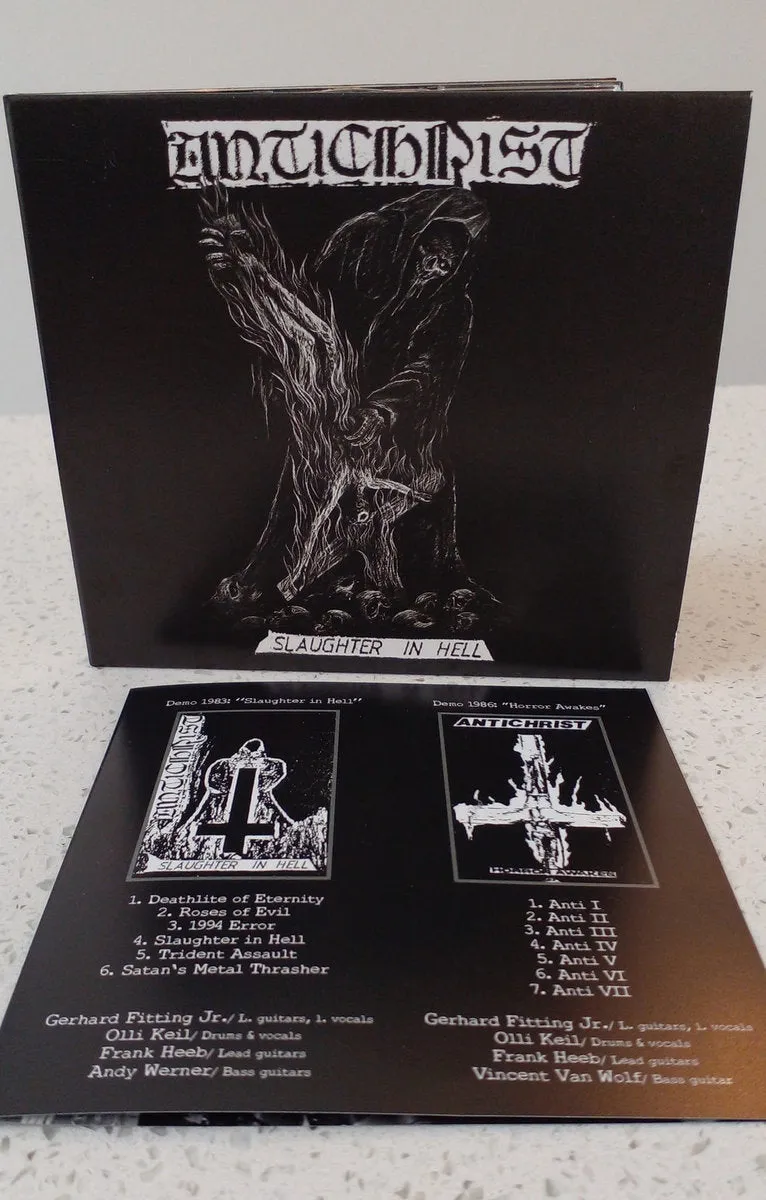 ANTICHRIST
SLAUGHTER IN HELL
Demo 1983: "Slaughter in Hell"
ANTICHRIST
SLAUGHTER IN HELL
1. Deathlite of Eternity
2. Roses of Evil
3. 1994 Error
4. Slaughter in Hell
5. Trident Assault
6. Satan's Metal Thrasher
Gerhard Fitting Jr./ L. guitars, l. vocals
Olli Keil/ Drums & vocals
Frank Heeb/ Lead guitars
Andy Werner/ Bass guitars
Demo 1986: "Horror Awakes"
ANTICHRIST
HORROR AWAKES
1. Anti I
2. Anti II
3. Anti III
4. Anti IV
5. Anti V
6. Anti VI
7. Anti VII
Gerhard Fitting Jr./ L. guitars, l. vocals
Olli Keil/ Drums & vocals
Frank Heeb/ Lead guitars
Vincent Van Wolf/ Bass guitar